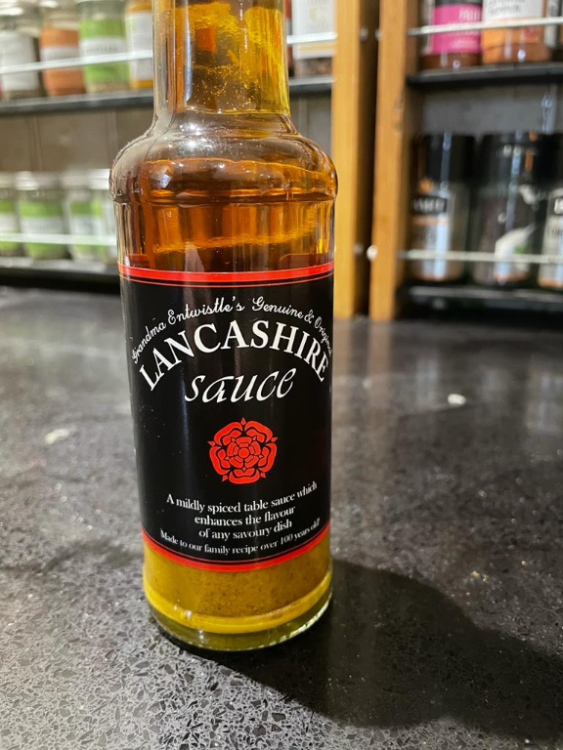 Grandma Entwistle's Genuine & Original
LANCASHIRE
sauce
A mildly spiced table sauce which
enhances the flavour
of any savoury dish
Made to our family recipe over 100 years old!